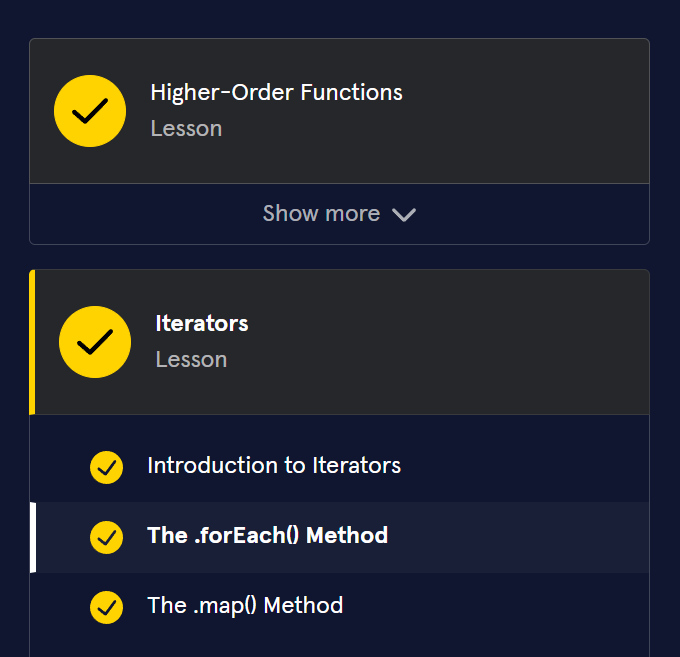 Higher-Order Functions
Lesson
Show more
Iterators
Lesson
Introduction to Iterators
The .forEach() Method
The .map() Method